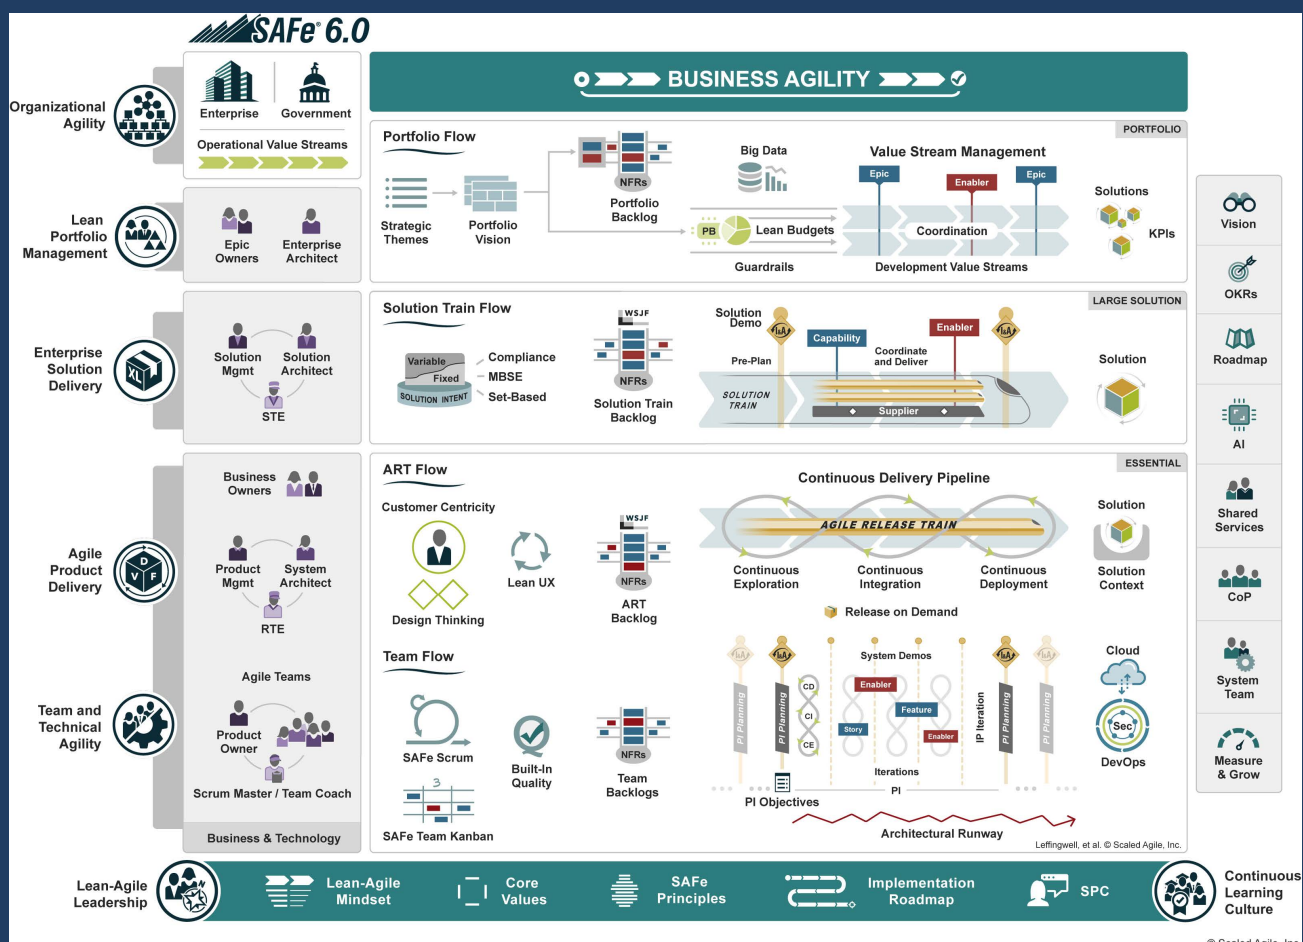 SAFe® 6.0
Organizational
Agility
Enterprise
Government
Operational Value Streams
BUSINESS AGILITY
Portfolio Flow
PORTFOLIO
Strategic
Themes
Portfolio
Vision
NFRs
Portfolio
Backlog
Big Data
PB
Lean Budgets
Guardrails
Value Stream Management
Epic
Enabler
Epic
Coordination
Development Value Streams
Solutions
KPIs
Lean
Portfolio
Management
Epic
Owners
Enterprise
Architect
Enterprise
Solution
Delivery
XL
Solution
Mgmt
Solution
Architect
STE
Solution Train Flow
LARGE SOLUTION
Variable
Fixed
SOLUTION INTENT
Compliance
MBSE
Set-Based
WSJF
NFRs
Solution Train
Backlog
Solution
Demo
I&A
Pre-Plan
Capability
Coordinate
and Deliver
Enabler
I&A
SOLUTION
TRAIN
Supplier
Solution
Agile
Product
Delivery
D
V
F
Business
Owners
Product
Mgmt
System
Architect
RTE
ART Flow
ESSENTIAL
Customer Centricity
Lean UX
Design Thinking
WSJF
NFRs
ART
Backlog
Continuous Delivery Pipeline
AGILE RELEASE TRAIN
Continuous
Exploration
Continuous
Integration
Continuous
Deployment
Release on Demand
Solution
Solution
Context
Team and
Technical
Agility
Agile Teams
Product
Owner
Scrum Master / Team Coach
Business & Technology
Team Flow
SAFe Scrum
Built-In
Quality
3
SAFe Team Kanban
NFRs
Team
Backlogs
I&A
I&A
System Demos
I&A
I&A
PI Planning
PI Planning
CD
CI
CE
Enabler
Story
Feature
Enabler
IP Iteration
PI Planning
PI Planning
Iterations
PI
PI Objectives
Architectural Runway
Cloud
Sec
DevOps
Leffingwell, et al. © Scaled Agile, Inc.
Vision
OKRs
Roadmap
AI
Shared
Services
CoP
System
Team
Measure
& Grow
Lean-Agile
Leadership
Lean-Agile
Mindset
Core
Values
SAFe
Principles
Implementation
Roadmap
SPC
Continuous
Learning
Culture
© Scaled Agile, Inc.